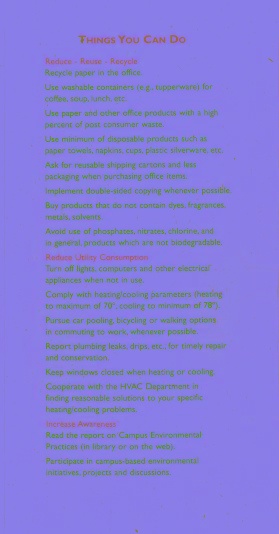 THINGS YOU CAN DO
Reduce - Reuse - Recycle
Recycle paper in the office.
Use washable containers (e.g., tupperware) for
coffee, soup, lunch, etc.
Use paper and other office products with a high
percent of post-consumer waste.
Use minimum of disposable products such as
paper towels, napkins, cups, plastic silverware, etc.
Ask for reusable shipping cartons and less
packaging when purchasing office items.
Implement double-sided copying whenever possible.
Buy products that do not contain dyes, fragrances,
metals, solvents.
Avoid use of phosphates, nitrates, chlorine, and
in general, products which are not biodegradable.
Reduce Utility Consumption
Turn off lights, computers and other electrical
appliances when not in use.
Comply with heating/cooling parameters (heating
to maximum of 70°, cooling to minimum of 78°).
Pursue car pooling, bicycling or walking options
in commuting to work, whenever possible.
Report plumbing leaks, drips, etc., for timely repair
and conservation.
Keep windows closed when heating or cooling.
Cooperate with the HVAC Department in
finding reasonable solutions to your specific
heating/cooling problems.
Increase Awareness
Read the report on Campus Environmental
Practices (in library or on the web).
Participate in campus-based environmental
initiatives, projects and discussions.